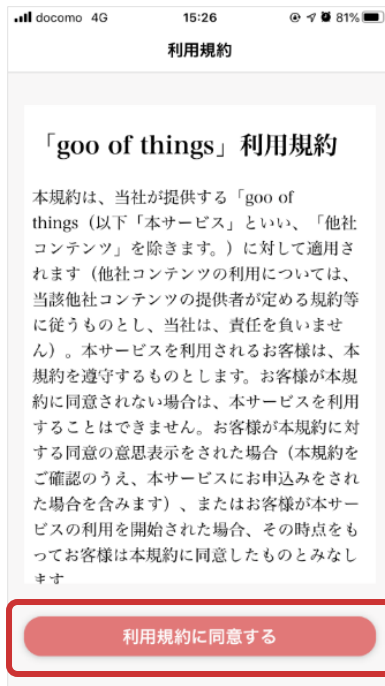 docomo 4G 15:26 81%
利用規約
「goo of things」利用規約
本規約は、当社が提供する「goo of
things（以下「本サービス」といい、「他社
コンテンツ」を除きます。）に対して適用さ
れます（他社コンテンツの利用については、
当該他社コンテンツの提供者が定める規約等
に従うものとし、当社は、責任を負いませ
ん）。本サービスを利用されるお客様は、本
規約を遵守するものとします。お客様が本規
約に同意されない場合は、本サービスを利用
することはできません。お客様が本規約に対
する同意の意思表示をされた場合（本規約を
ご確認のうえ、本サービスにお申込みをされ
た場合を含みます）、またはお客様が本サー
ビスの利用を開始された場合、その時点をも
ってお客様は本規約に同意したものとみなし
ます
利用規約に同意する